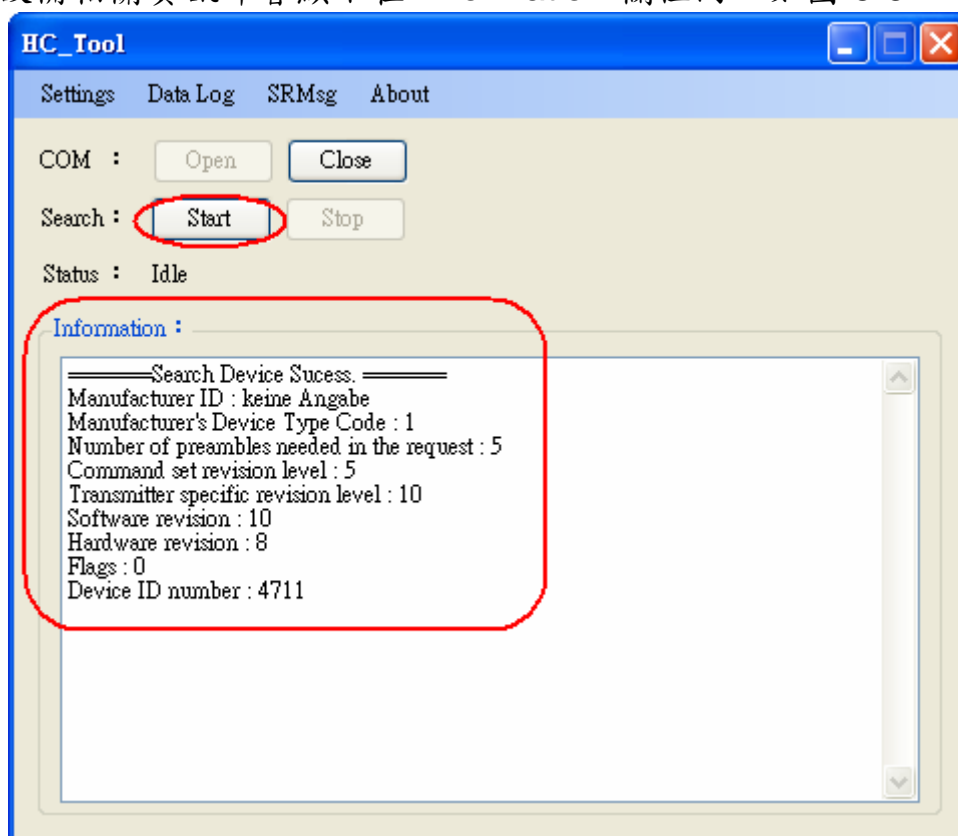 HC_Tool
Settings Data Log SRMsg About
COM : Open Close
Search : Start Stop
Status : Idle
Information :
======Search Device Sucess. ======
Manufacturer ID : keine Angabe
Manufacturer's Device Type Code : 1
Number of preambles needed in the request : 5
Command set revision level : 5
Transmitter specific revision level : 10
Software revision : 10
Hardware revision : 8
Flags : 0
Device ID number : 4711